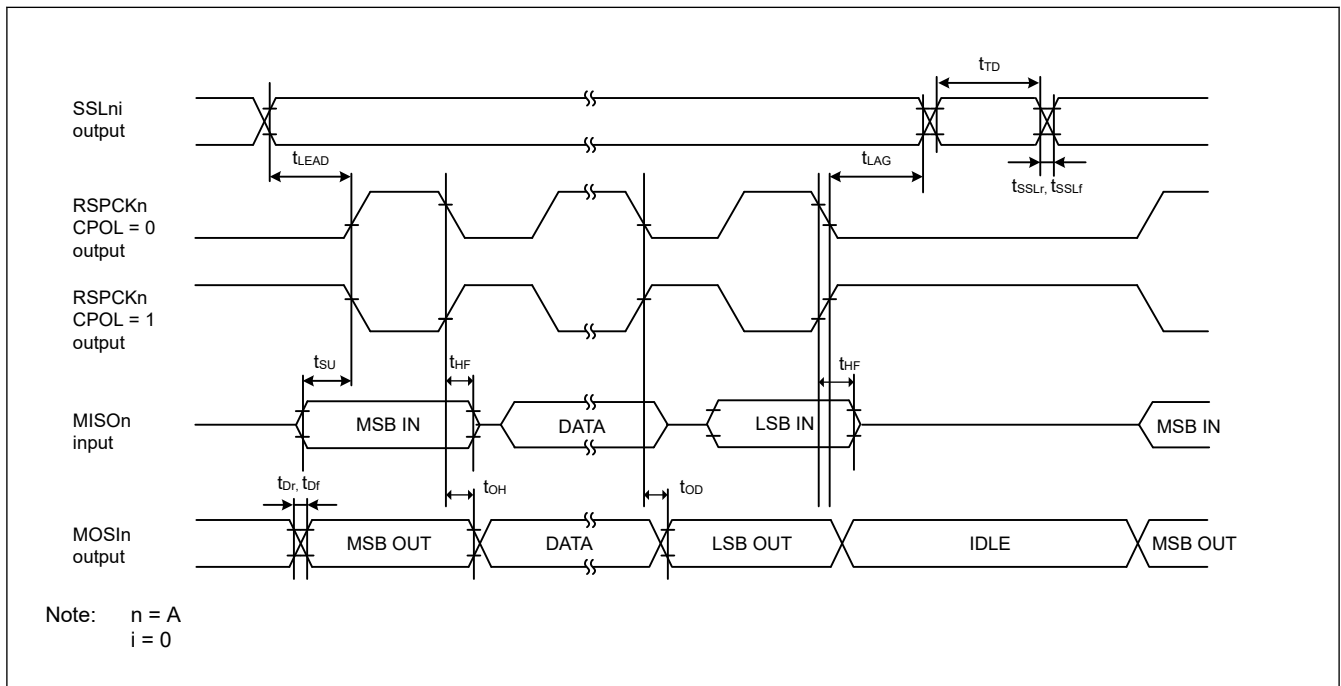 tTD
SSLni
output
tLEAD
tLAG
tSSLr, tSSLf
RSPCKn
CPOL = 0
output
RSPCKn
CPOL = 1
output
tSU
tHF
tHF
MISOn
input
MSB IN
DATA
LSB IN
MSB IN
tDr, tDf
tOH
tOD
MOSIn
output
MSB OUT
DATA
LSB OUT
IDLE
MSB OUT
Note: n = A
i = 0